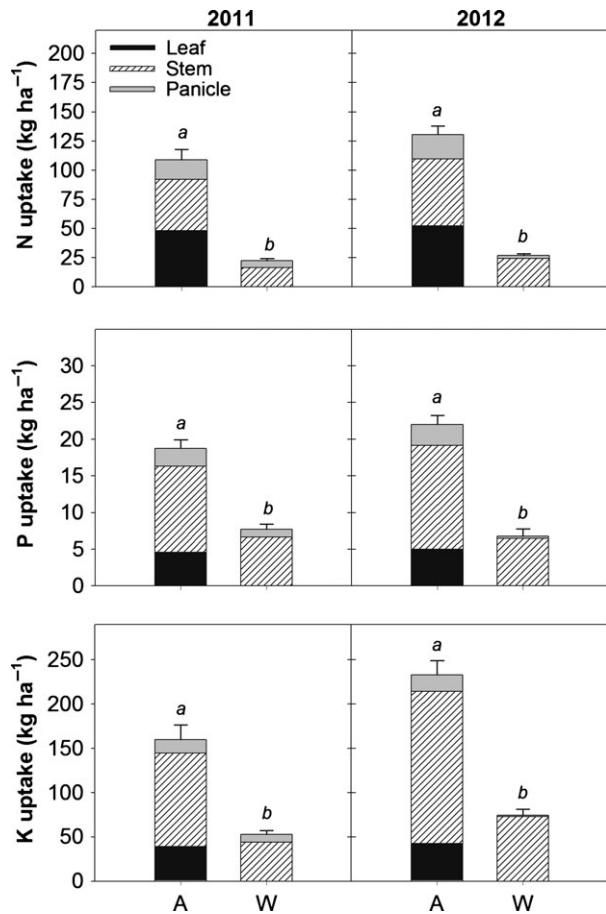 2011 2012
N uptake (kg ha⁻¹)
200
175
150
125
100
75
50
25
0
Leaf
Stem
Panicle
a
b
a
b
P uptake (kg ha⁻¹)
30
25
20
15
10
5
0
a
b
a
b
K uptake (kg ha⁻¹)
250
200
150
100
50
0
a
b
a
b
A W A W